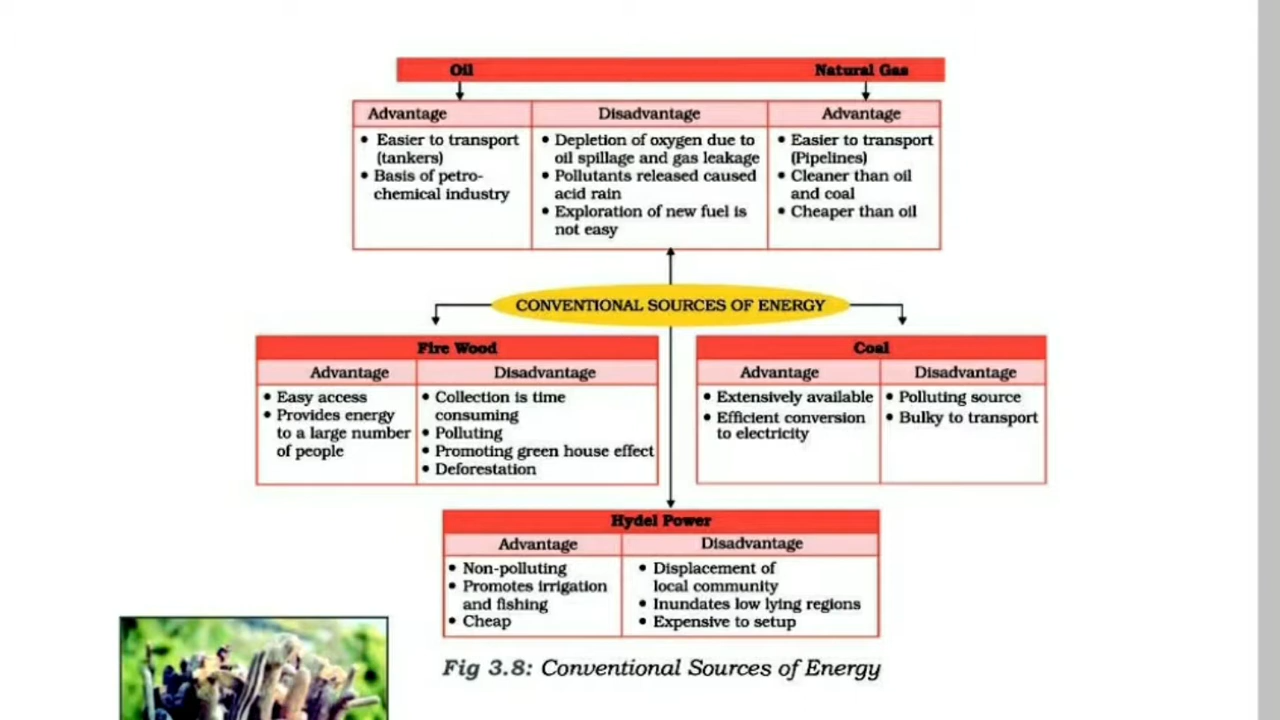 Oil
Natural Gas
Advantage
• Easier to transport
(tankers)
• Basis of petro-
chemical industry
Disadvantage
• Depletion of oxygen due to
oil spillage and gas leakage
• Pollutants released caused
acid rain
• Exploration of new fuel is
not easy
Advantage
• Easier to transport
(Pipelines)
• Cleaner than oil
and coal
• Cheaper than oil
CONVENTIONAL SOURCES OF ENERGY
Fire Wood
Advantage
• Easy access
• Provides energy
to a large number
of people
Disadvantage
• Collection is time
consuming
• Polluting
• Promoting green house effect
• Deforestation
Coal
Advantage
• Extensively available
• Efficient conversion
to electricity
Disadvantage
• Polluting source
• Bulky to transport
Hydel Power
Advantage
• Non-polluting
• Promotes irrigation
and fishing
• Cheap
Disadvantage
• Displacement of
local community
• Inundates low lying regions
• Expensive to setup
Fig 3.8: Conventional Sources of Energy